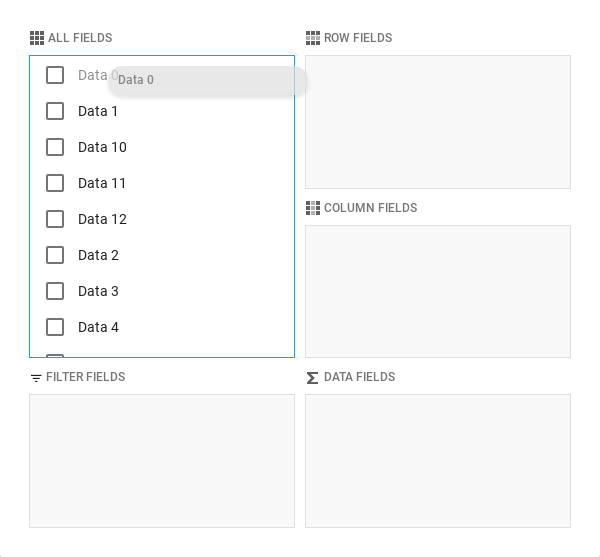 ALL FIELDS
Data 0
Data 0
Data 1
Data 10
Data 11
Data 12
Data 2
Data 3
Data 4
ROW FIELDS
COLUMN FIELDS
FILTER FIELDS
DATA FIELDS